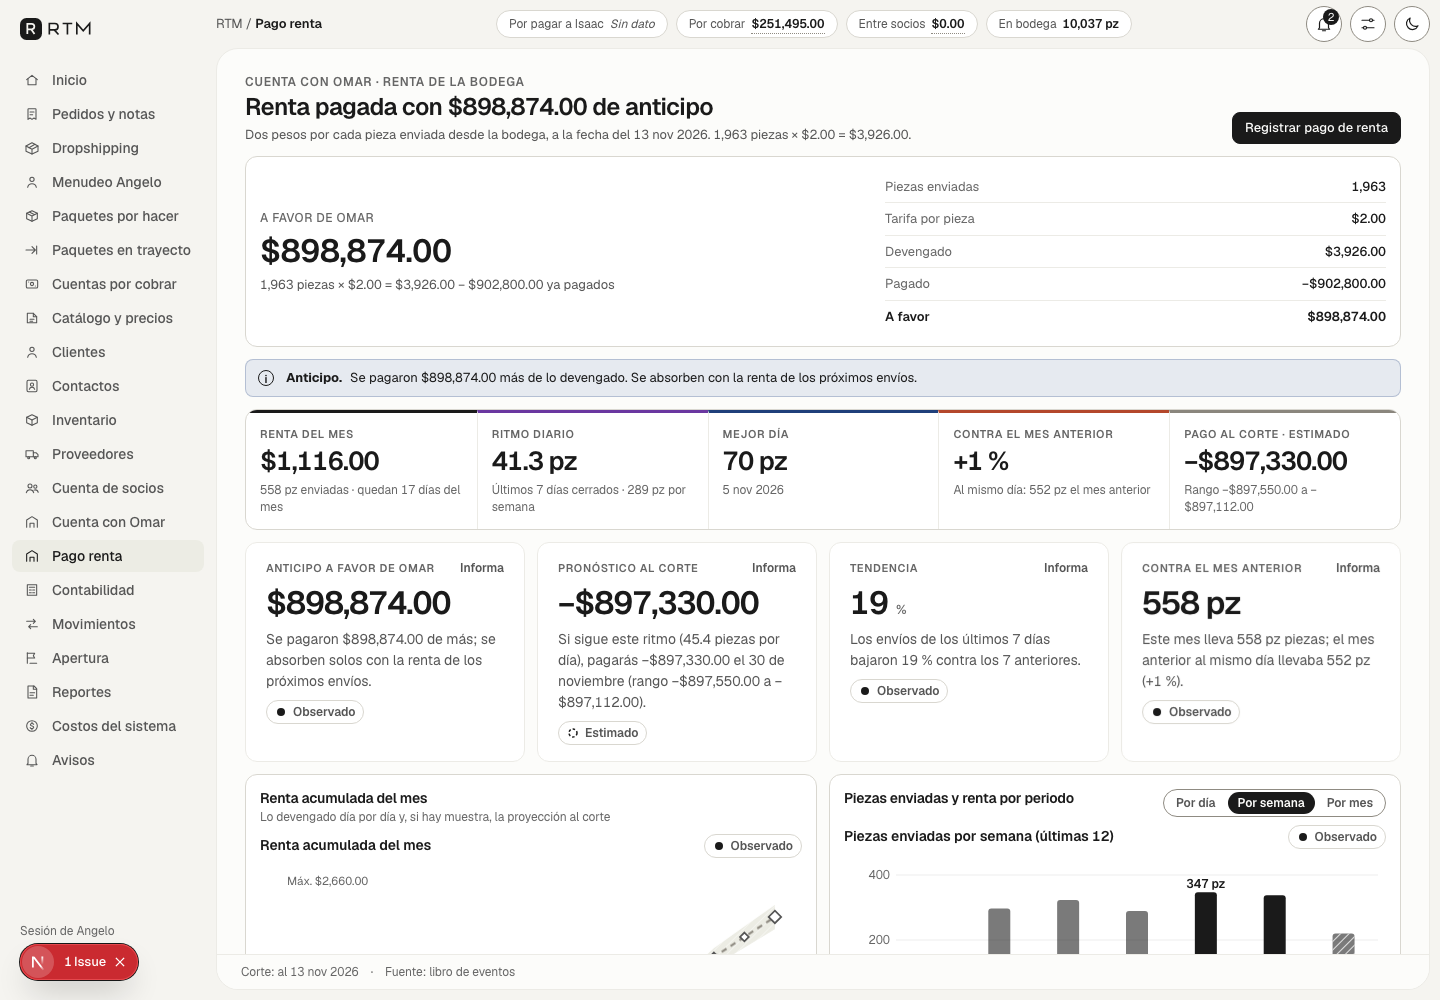 R RTM
RTM / Pago renta
Por pagar a Isaac Sin dato
Por cobrar $251,495.00
Entre socios $0.00
En bodega 10,037 pz
2
Inicio
Pedidos y notas
Dropshipping
Menudeo Angelo
Paquetes por hacer
Paquetes en trayecto
Cuentas por cobrar
Catálogo y precios
Clientes
Contactos
Inventario
Proveedores
Cuenta de socios
Cuenta con Omar
Pago renta
Contabilidad
Movimientos
Apertura
Reportes
Costos del sistema
Avisos
Sesión de Angelo
N 1 Issue
CUENTA CON OMAR · RENTA DE LA BODEGA
Renta pagada con $898,874.00 de anticipo
Dos pesos por cada pieza enviada desde la bodega, a la fecha del 13 nov 2026. 1,963 piezas × $2.00 = $3,926.00.
Registrar pago de renta
A FAVOR DE OMAR
$898,874.00
1,963 piezas × $2.00 = $3,926.00 − $902,800.00 ya pagados
Piezas enviadas 1,963
Tarifa por pieza $2.00
Devengado $3,926.00
Pagado −$902,800.00
A favor $898,874.00
Anticipo. Se pagaron $898,874.00 más de lo devengado. Se absorben con la renta de los próximos envíos.
RENTA DEL MES
$1,116.00
558 pz enviadas · quedan 17 días del
mes
RITMO DIARIO
41.3 pz
Últimos 7 días cerrados · 289 pz por
semana
MEJOR DÍA
70 pz
5 nov 2026
CONTRA EL MES ANTERIOR
+1 %
Al mismo día: 552 pz el mes anterior
PAGO AL CORTE · ESTIMADO
−$897,330.00
Rango −$897,550.00 a −
$897,112.00
ANTICIPO A FAVOR DE OMAR Informa
$898,874.00
Se pagaron $898,874.00 de más; se
absorben solos con la renta de los
próximos envíos.
Observado
PRONÓSTICO AL CORTE Informa
−$897,330.00
Si sigue este ritmo (45.4 piezas por
día), pagarás −$897,330.00 el 30 de
noviembre (rango −$897,550.00 a −
$897,112.00).
Estimado
TENDENCIA Informa
19 %
Los envíos de los últimos 7 días
bajaron 19 % contra los 7 anteriores.
Observado
CONTRA EL MES ANTERIOR Informa
558 pz
Este mes lleva 558 pz piezas; el mes
anterior al mismo día llevaba 552 pz
(+1 %).
Observado
Renta acumulada del mes
Lo devengado día por día y, si hay muestra, la proyección al corte
Renta acumulada del mes Observado
Máx. $2,660.00
Piezas enviadas y renta por periodo
Por día Por semana Por mes
Piezas enviadas por semana (últimas 12) Observado
400
347 pz
200
Corte: al 13 nov 2026 · Fuente: libro de eventos